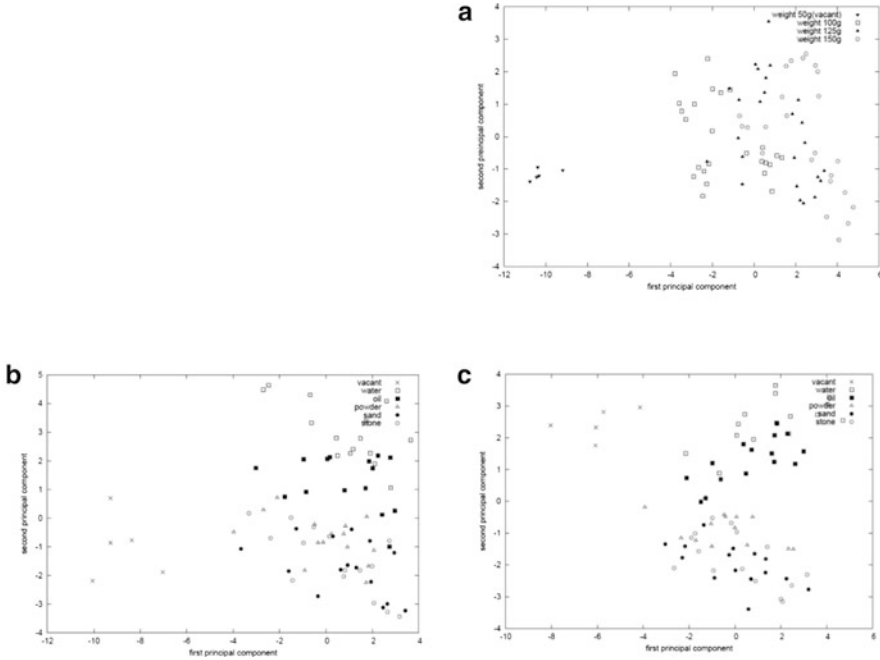 a
weight 50g(vacant)
weight 100g
weight 125g
weight 150g
4
3
2
1
0
-1
-2
-3
-4
second preincipal component
-12 -10 -8 -6 -4 -2 0 2 4 6
first principal component
b
vacant
water
oil
powder
sand
stone
5
4
3
2
1
0
-1
-2
-3
-4
second principal component
-12 -10 -8 -6 -4 -2 0 2 4
first principal component
c
vacant
water
oil
powder
sand
stone
4
3
2
1
0
-1
-2
-3
-4
second principal component
-10 -8 -6 -4 -2 0 2 4 6
first principal component